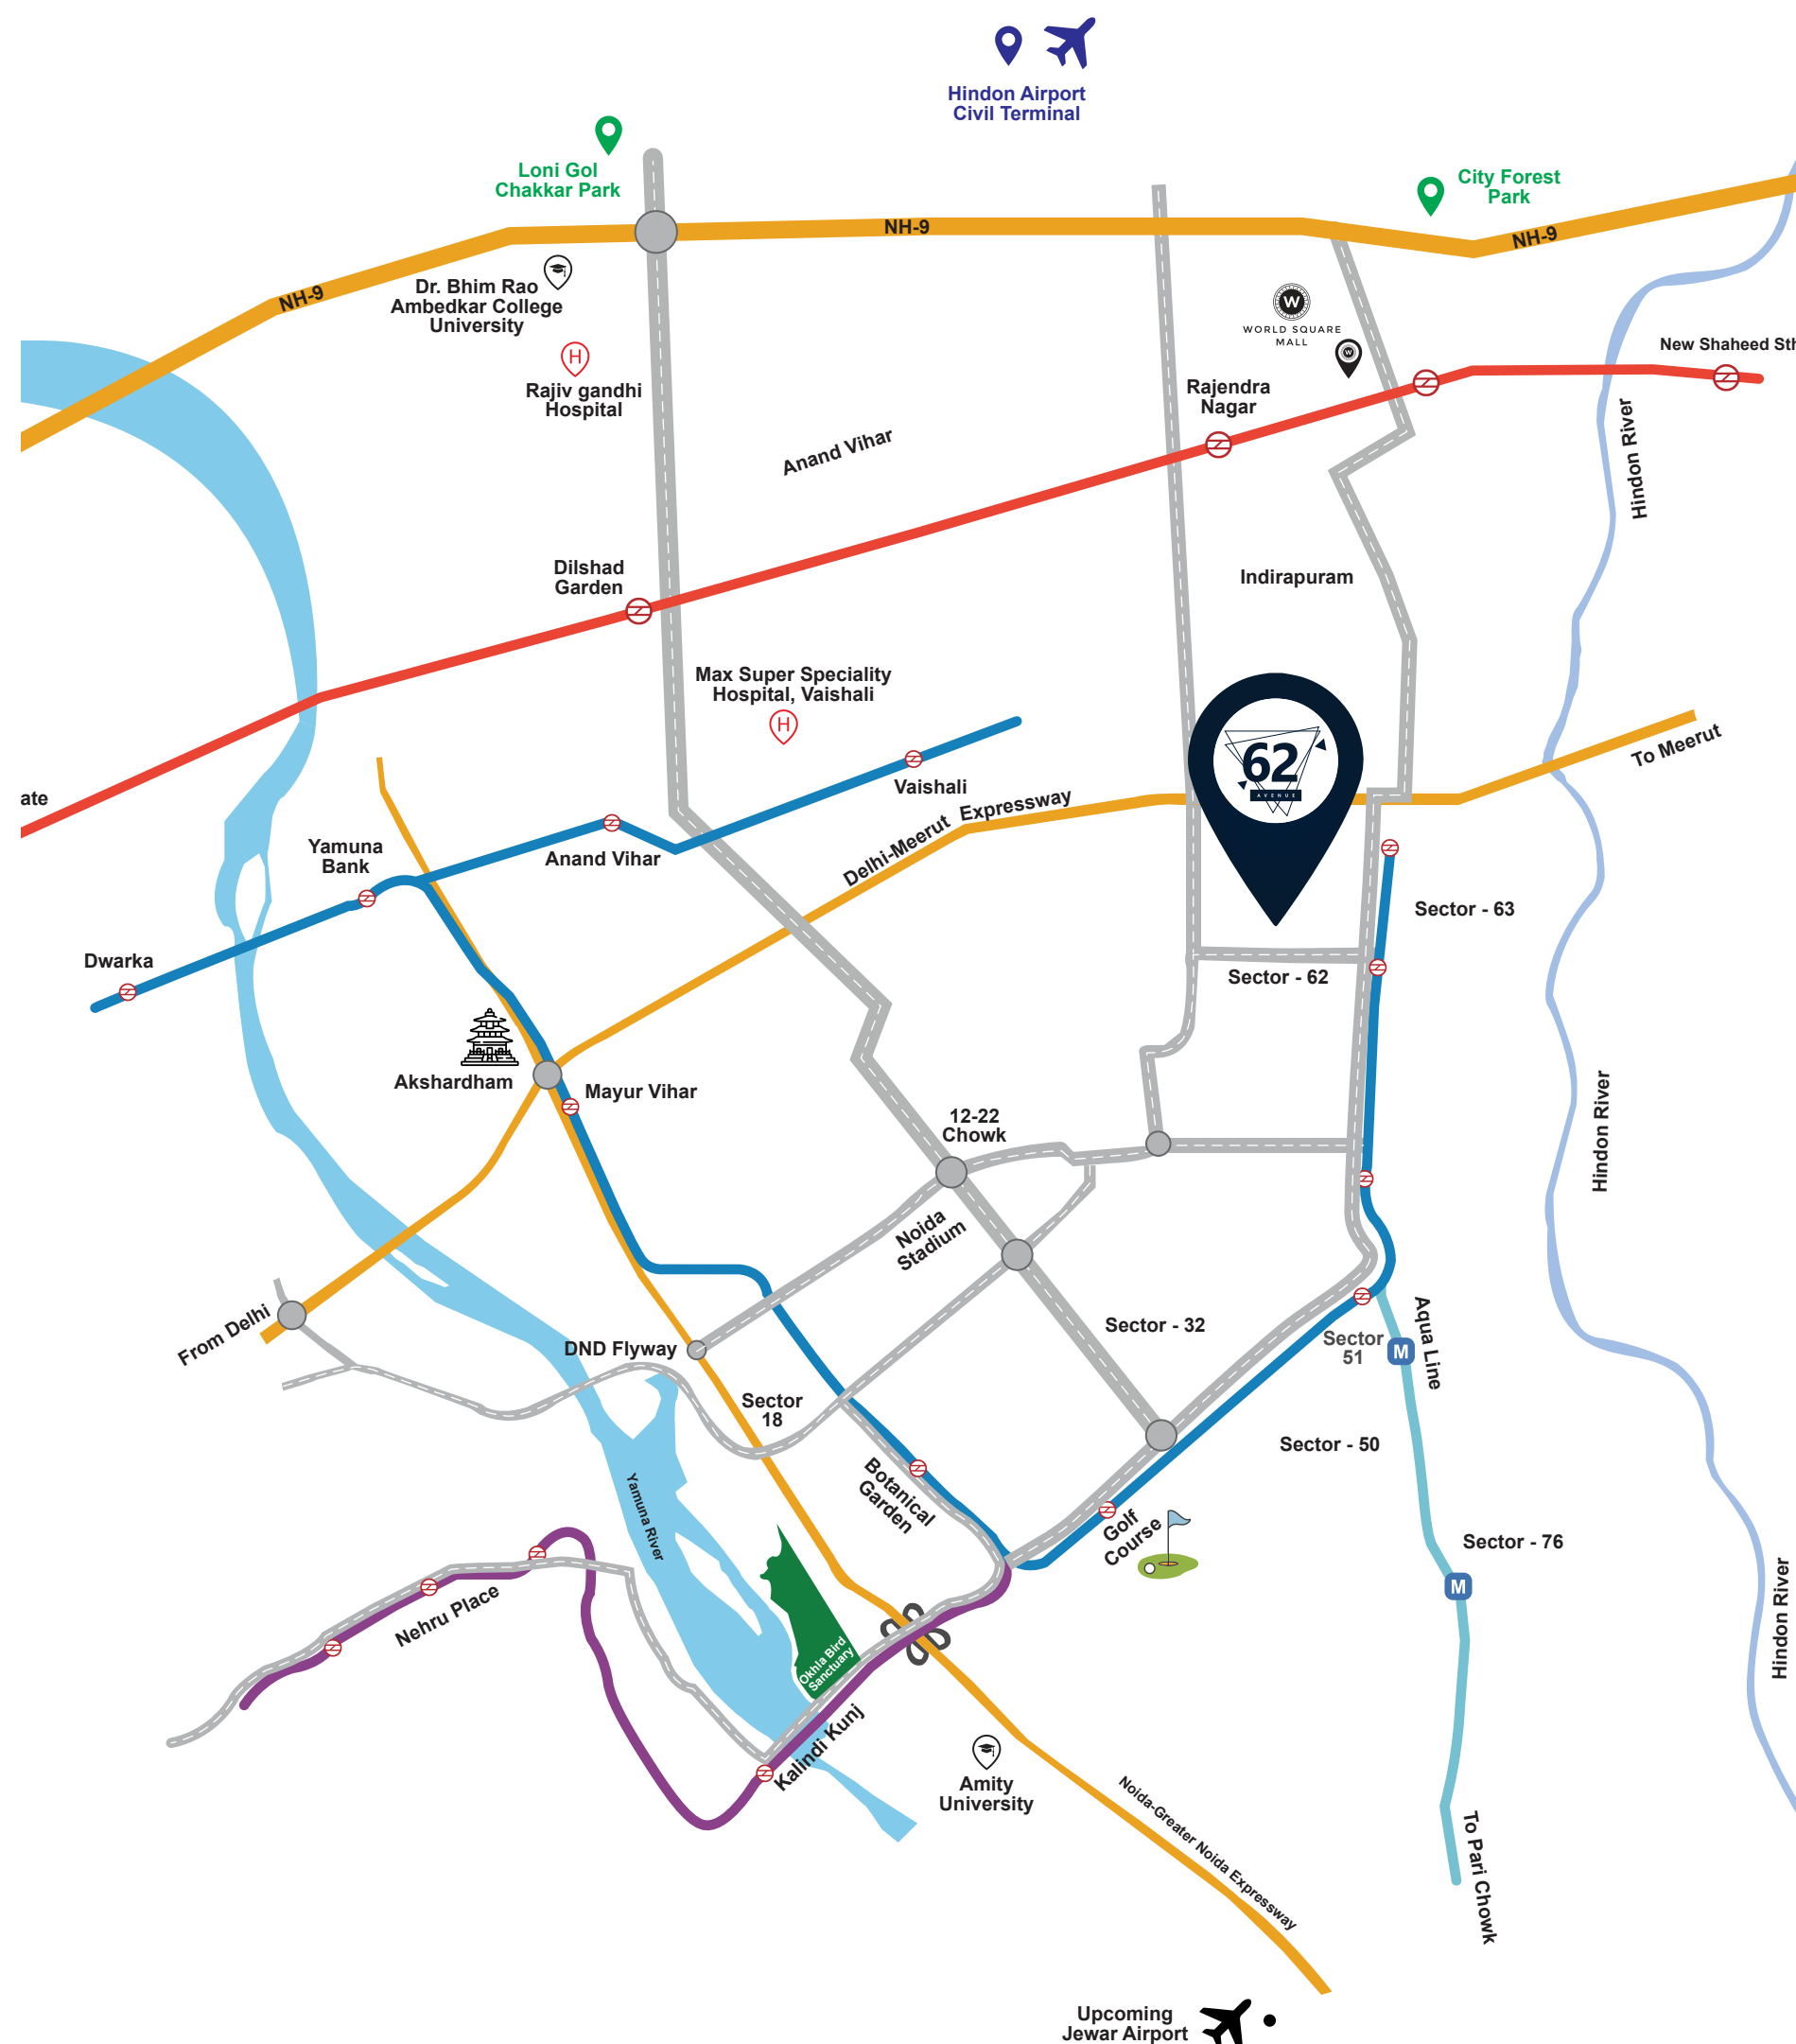 Hindon Airport
Civil Terminal
Loni Gol
Chakkar Park
City Forest
Park
NH-9
NH-9
NH-9
Dr. Bhim Rao
Ambedkar College
University
H
Rajiv gandhi
Hospital
W
WORLD SQUARE
MALL
W
New Shaheed Sth
Rajendra
Nagar
Anand Vihar
Hindon River
Dilshad
Garden
Indirapuram
Max Super Speciality
Hospital, Vaishali
H
To Meerut
62
AVENUE
Vaishali
ate
Delhi-Meerut Expressway
Yamuna
Bank
Anand Vihar
Sector - 63
Dwarka
Sector - 62
Akshardham
Mayur Vihar
12-22
Chowk
Hindon River
Noida
Stadium
From Delhi
DND Flyway
Sector - 32
Sector
51
M
Aqua Line
Sector
18
Sector - 50
Botanical
Garden
Yamuna River
Golf
Course
Sector - 76
M
Nehru Place
Okhla Bird
Sanctuary
Hindon River
Kalindi Kunj
Amity
University
Noida-Greater Noida Expressway
To Pari Chowk
Upcoming
Jewar Airport